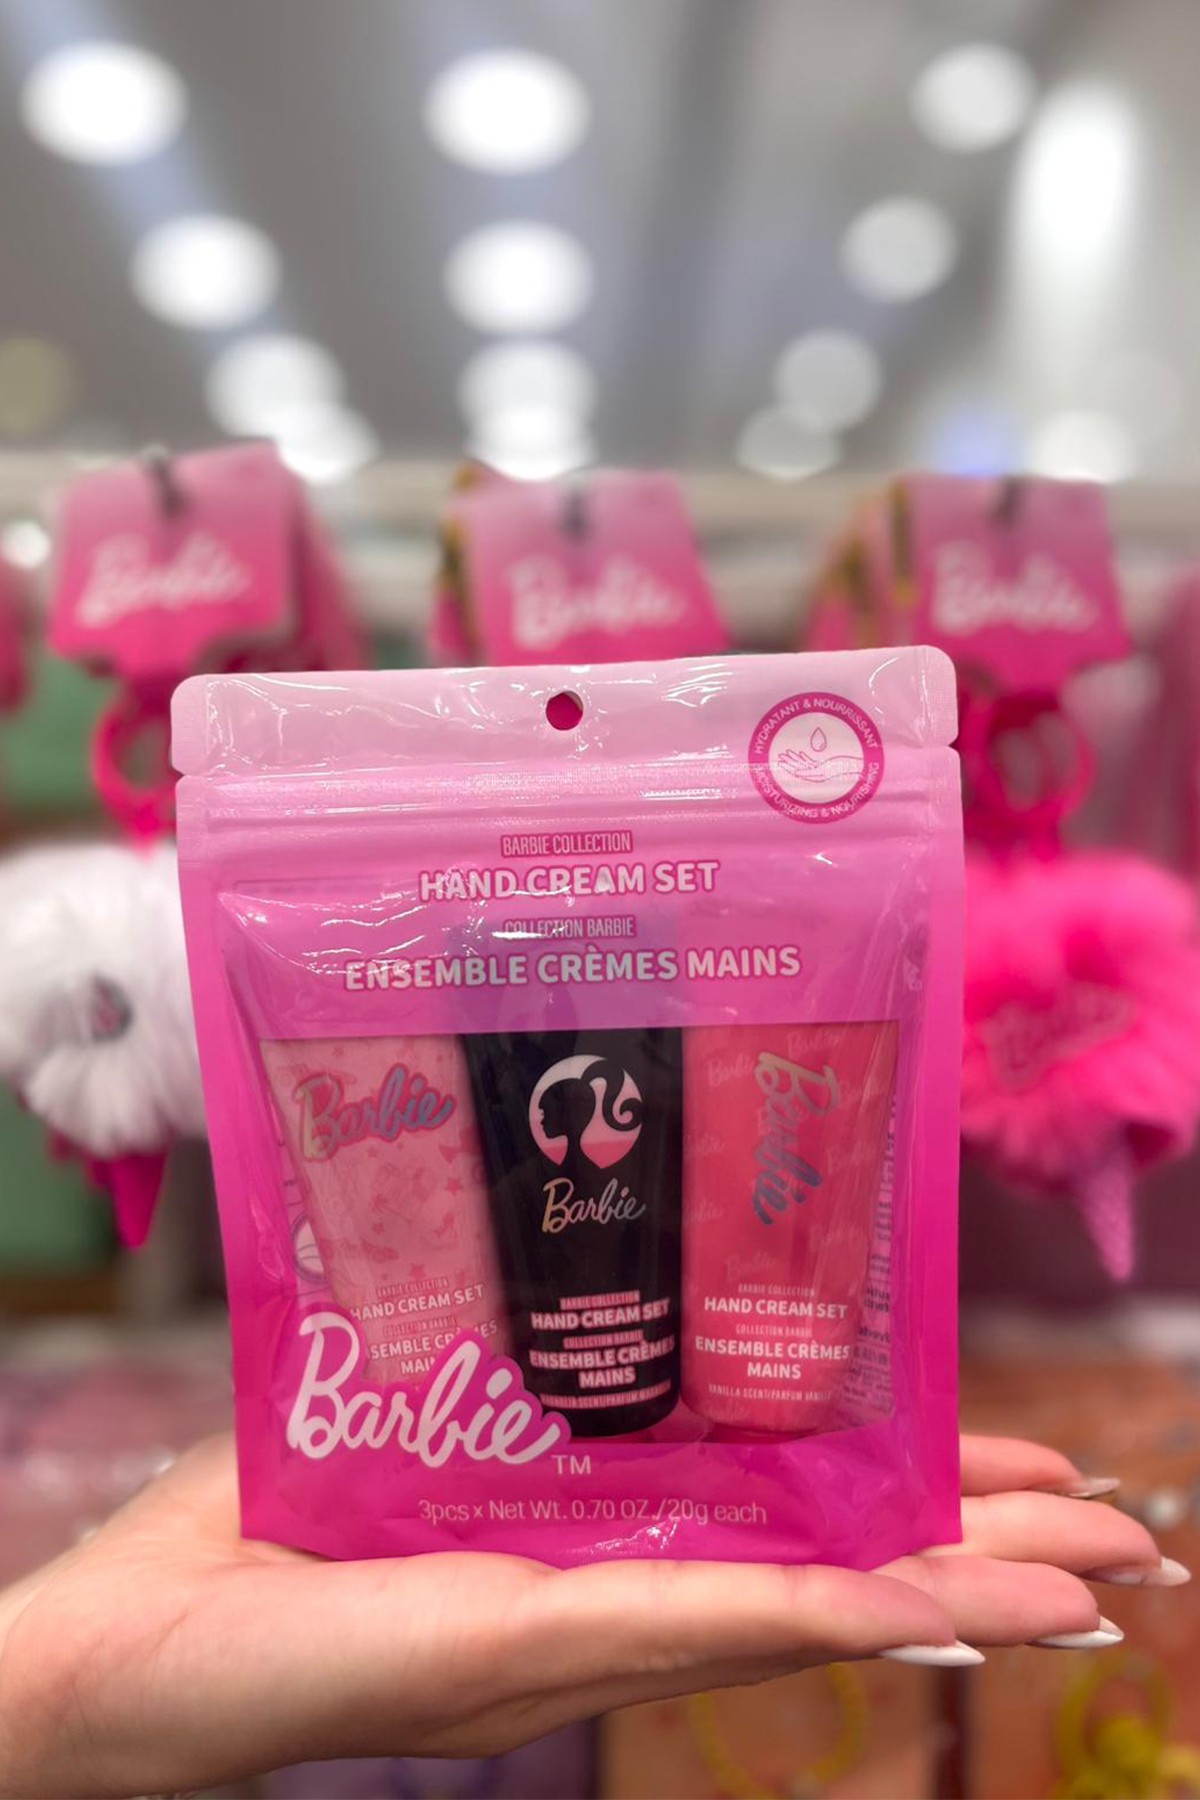 Barbie
Barbie
Barbie
HYDRATANT & NOURRISSANT
MOISTURIZING & NOURISHING
BARBIE COLLECTION
HAND CREAM SET
COLLECTION BARBIE
ENSEMBLE CRÈMES MAINS
Barbie
BARBIE COLLECTION
HAND CREAM SET
COLLECTION BARBIE
Barbie
BARBIE COLLECTION
HAND CREAM SET
COLLECTION BARBIE
ENSEMBLE CRÈMES
MAINS
Barbie
BARBIE COLLECTION
HAND CREAM SET
COLLECTION BARBIE
ENSEMBLE CRÈMES
MAINS
VANILLA SCENT/PARFUM
Barbie
TM
3pcs x Net Wt. 0.70 OZ./20g each